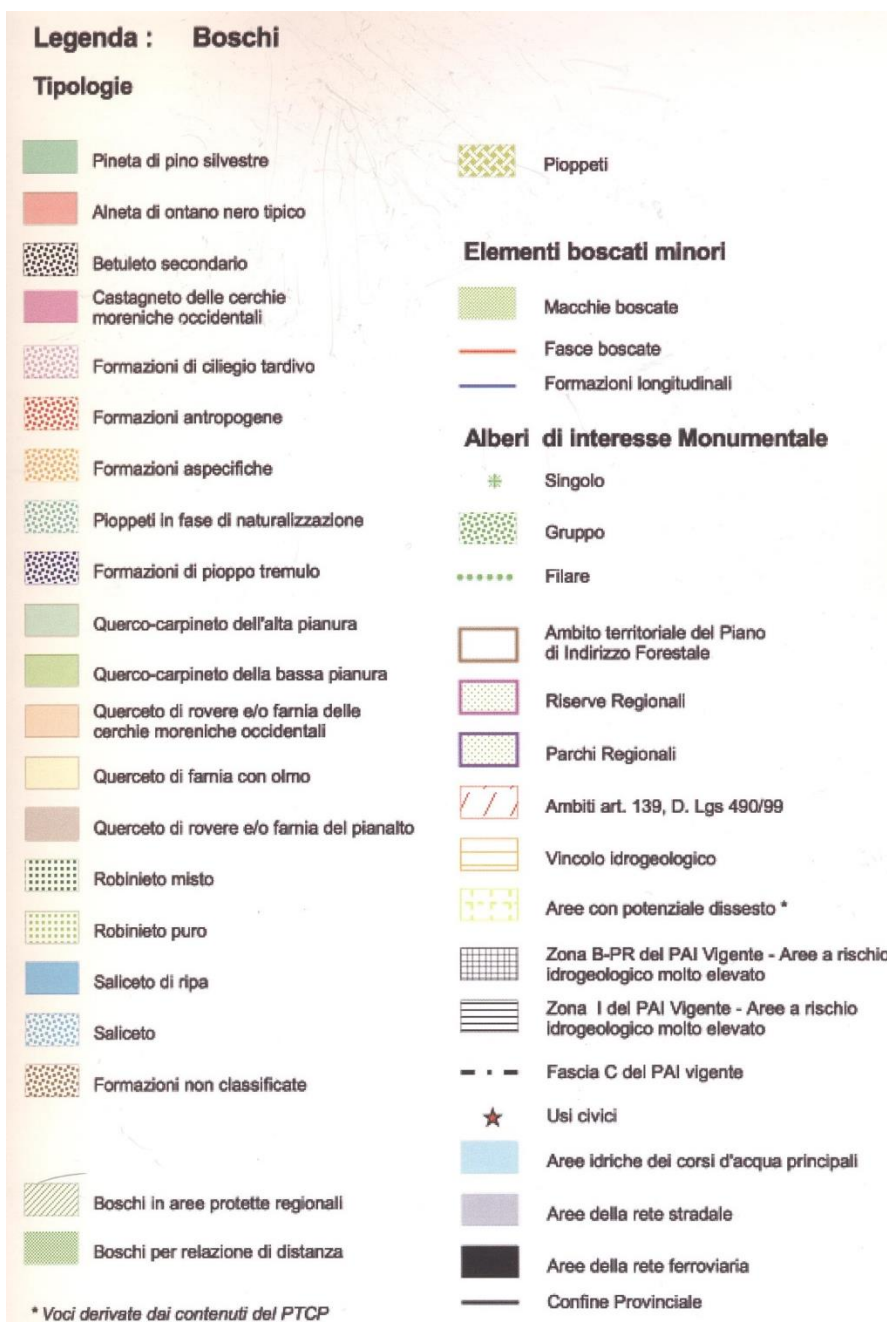 Legenda : Boschi
Tipologie
Pineta di pino silvestre
Alneta di ontano nero tipico
Betuleto secondario
Castagneto delle cerchie
moreniche occidentali
Formazioni di ciliegio tardivo
Formazioni antropogene
Formazioni aspecifiche
Pioppeti in fase di naturalizzazione
Formazioni di pioppo tremulo
Querco-carpineto dell'alta pianura
Querco-carpineto della bassa pianura
Querceto di rovere e/o farnia delle
cerchie moreniche occidentali
Querceto di farnia con olmo
Querceto di rovere e/o farnia del pianalto
Robinieto misto
Robinieto puro
Saliceto di ripa
Saliceto
Formazioni non classificate
Boschi in aree protette regionali
Boschi per relazione di distanza
* Voci derivate dai contenuti del PTCP
Pioppeti
Elementi boscati minori
Macchie boscate
Fasce boscate
Formazioni longitudinali
Alberi di interesse Monumentale
Singolo
Gruppo
Filare
Ambito territoriale del Piano
di Indirizzo Forestale
Riserve Regionali
Parchi Regionali
Ambiti art. 139, D. Lgs 490/99
Vincolo idrogeologico
Aree con potenziale dissesto *
Zona B-PR del PAI Vigente - Aree a rischio
idrogeologico molto elevato
Zona I del PAI Vigente - Aree a rischio
idrogeologico molto elevato
Fascia C del PAI vigente
Usi civici
Aree idriche dei corsi d'acqua principali
Aree della rete stradale
Aree della rete ferroviaria
Confine Provinciale